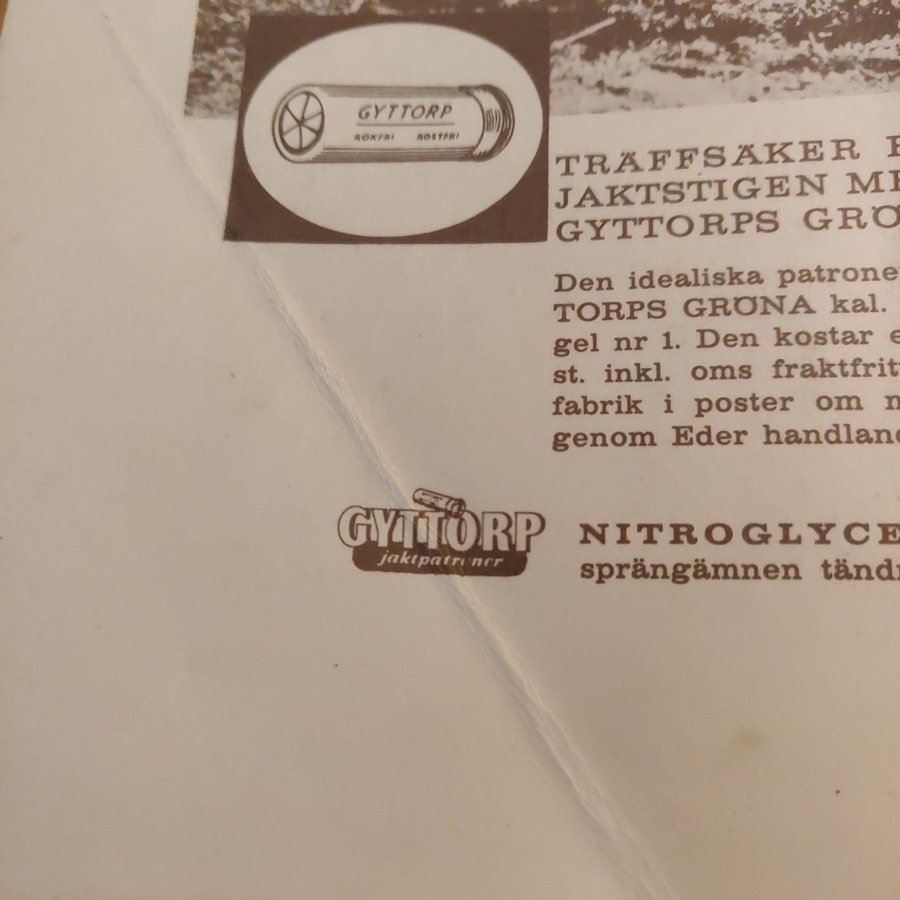 GYTTORP
RÖKFRI ROSTFRI
TRÄFFSÄKER
JAKTSTIGEN
GYTTORPS
Den idealiska
TORPS GRÖNA kal.
gel nr 1. Den kostar
st. inkl. oms
fabrik i poster om
genom Eder
GYTTORP
jaktpatroner
sprängämnen